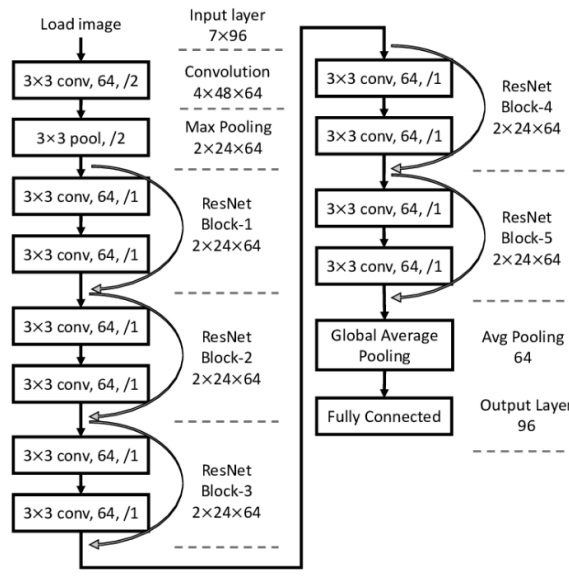 Load image
Input layer
7×96
3×3 conv, 64, /2
Convolution
4×48×64
3×3 pool, /2
Max Pooling
2×24×64
3×3 conv, 64, /1
3×3 conv, 64, /1
ResNet
Block-1
2×24×64
3×3 conv, 64, /1
3×3 conv, 64, /1
ResNet
Block-2
2×24×64
3×3 conv, 64, /1
3×3 conv, 64, /1
ResNet
Block-3
2×24×64
3×3 conv, 64, /1
3×3 conv, 64, /1
ResNet
Block-4
2×24×64
3×3 conv, 64, /1
3×3 conv, 64, /1
ResNet
Block-5
2×24×64
Global Average
Pooling
Avg Pooling
64
Fully Connected
Output Layer
96